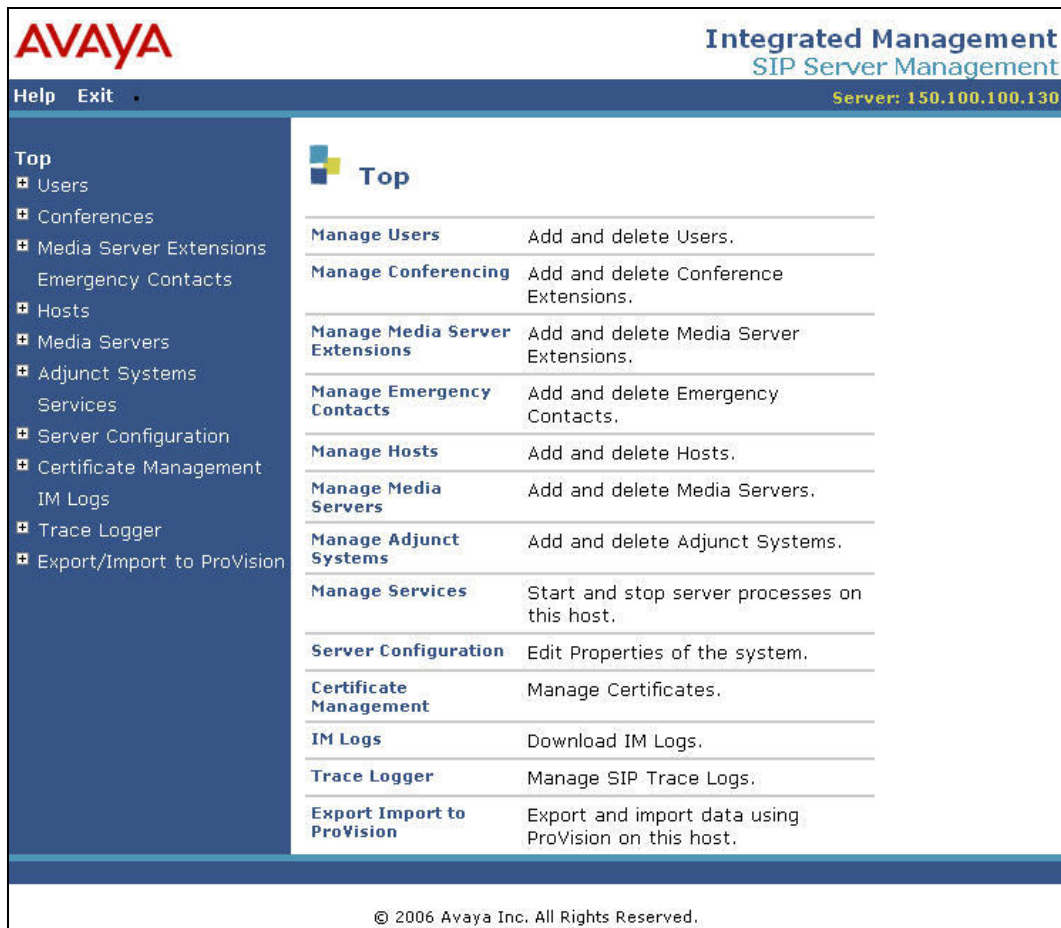 AVAYA
Integrated Management
SIP Server Management
Help Exit
Server: 150.100.100.130
Top
Users
Conferences
Media Server Extensions
Emergency Contacts
Hosts
Media Servers
Adjunct Systems
Services
Server Configuration
Certificate Management
IM Logs
Trace Logger
Export/Import to ProVision
Top
Manage Users Add and delete Users.
Manage Conferencing Add and delete Conference
Extensions.
Manage Media Server Add and delete Media Server
Extensions Extensions.
Manage Emergency Add and delete Emergency
Contacts Contacts.
Manage Hosts Add and delete Hosts.
Manage Media Add and delete Media Servers.
Servers
Manage Adjunct Add and delete Adjunct Systems.
Systems
Manage Services Start and stop server processes on
this host.
Server Configuration Edit Properties of the system.
Certificate Manage Certificates.
Management
IM Logs Download IM Logs.
Trace Logger Manage SIP Trace Logs.
Export Import to Export and import data using
ProVision ProVision on this host.
© 2006 Avaya Inc. All Rights Reserved.